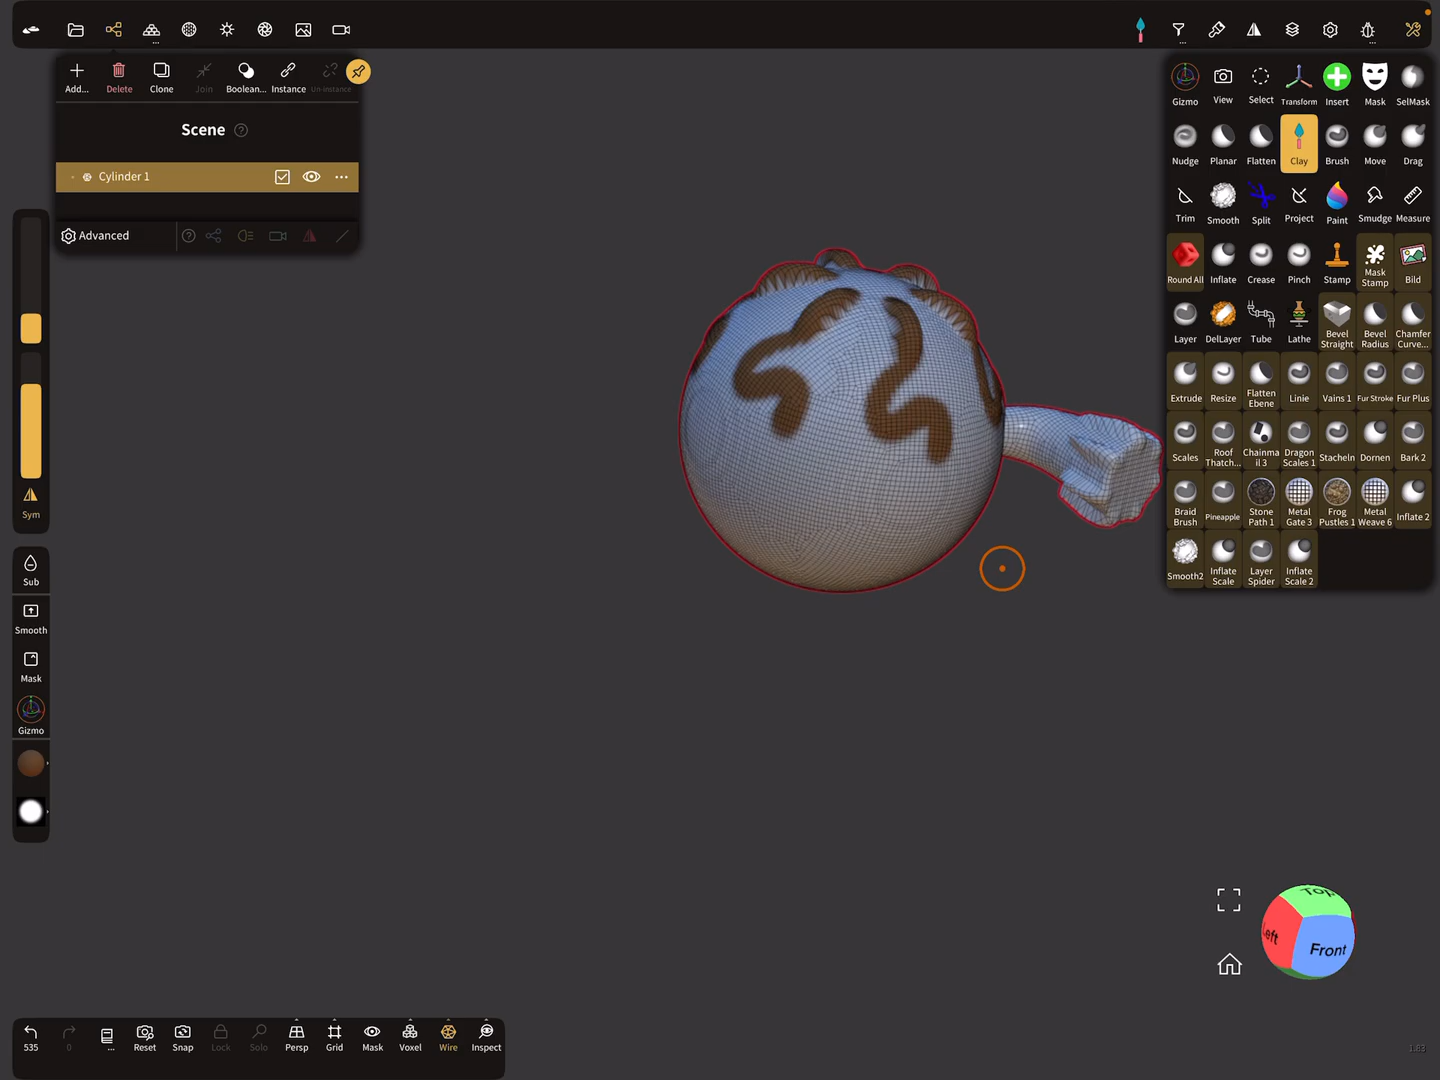 Add...
Delete
Clone
Join
Boolean...
Instance
Un-instance
Scene ?
Cylinder 1
Advanced
?
Sym
Sub
Smooth
Mask
Gizmo
Gizmo
View
Select
Transform
Insert
Mask
SelMask
Nudge
Planar
Flatten
Clay
Brush
Move
Drag
Trim
Smooth
Split
Project
Paint
Smudge
Measure
Round All
Inflate
Crease
Pinch
Stamp
Mask
Stamp
Bild
Layer
DelLayer
Tube
Lathe
Bevel
Straight
Bevel
Radius
Chamfer
Curve...
Extrude
Resize
Flatten
Ebene
Linie
Vains 1
Fur Stroke
Fur Plus
Scales
Roof
Thatch...
Chainma
il 3
Dragon
Scales 1
Stacheln
Dornen
Bark 2
Braid
Brush
Pineapple
Stone
Path 1
Metal
Gate 3
Frog
Pustles 1
Metal
Weave 6
Inflate 2
Smooth2
Inflate
Scale
Layer
Spider
Inflate
Scale 2
Top
Left
Front
535
0
...
Reset
Snap
Lock
Solo
Persp
Grid
Mask
Voxel
Wire
Inspect
1.83